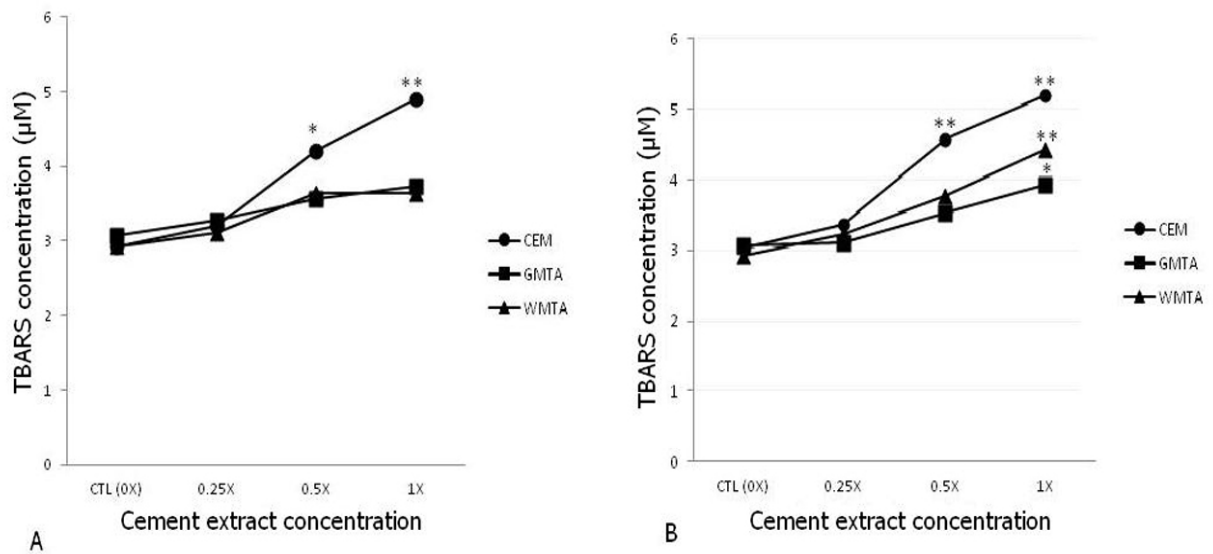 6
5
4
3
2
1
0
TBARS concentration (µM)
*
**
CEM
GMTA
WMTA
CTL (0X) 0.25X 0.5X 1X
Cement extract concentration
A
6
5
4
3
2
1
0
TBARS concentration (µM)
**
**
**
*
CEM
GMTA
WMTA
CTL (0X) 0.25X 0.5X 1X
Cement extract concentration
B